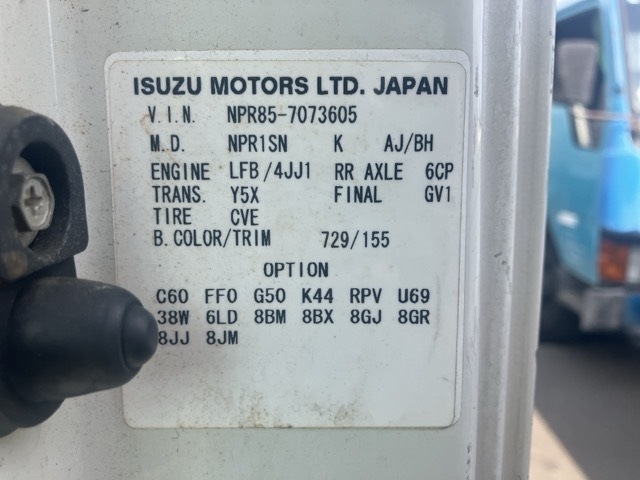 ISUZU MOTORS LTD. JAPAN
V.I.N. NPR85-7073605
M.D. NPR1SN K AJ/BH
ENGINE LFB/4JJ1 RR AXLE 6CP
TRANS. Y5X FINAL GV1
TIRE CVE
B.COLOR/TRIM 729/155
OPTION
C60 FF0 G50 K44 RPV U69
38W 6LD 8BM 8BX 8GJ 8GR
8JJ 8JM